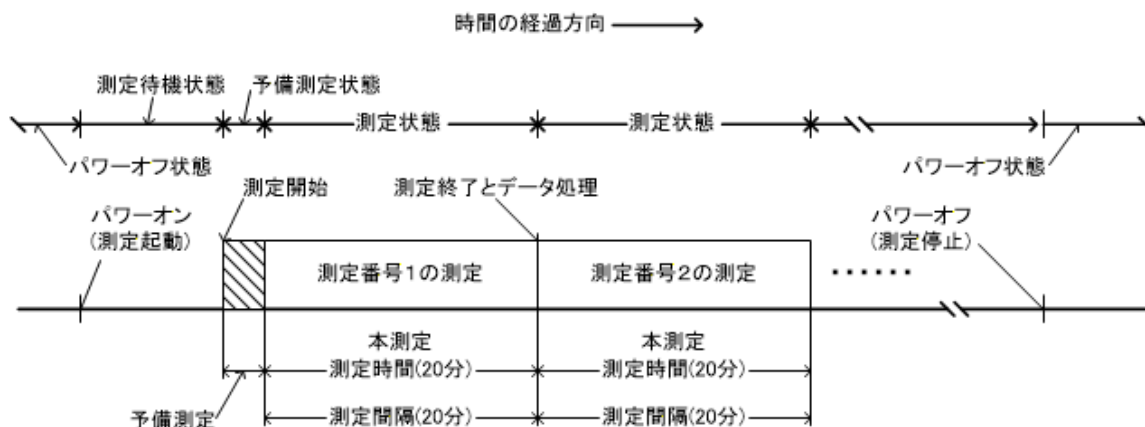 時間の経過方向
測定待機状態
予備測定状態
測定状態
測定状態
パワーオフ状態
パワーオフ状態
測定開始
測定終了とデータ処理
パワーオン
(測定起動)
パワーオフ
(測定停止)
測定番号1の測定
測定番号2の測定
・・・・・・
本測定
測定時間(20分)
本測定
測定時間(20分)
予備測定
測定間隔(20分)
測定間隔(20分)